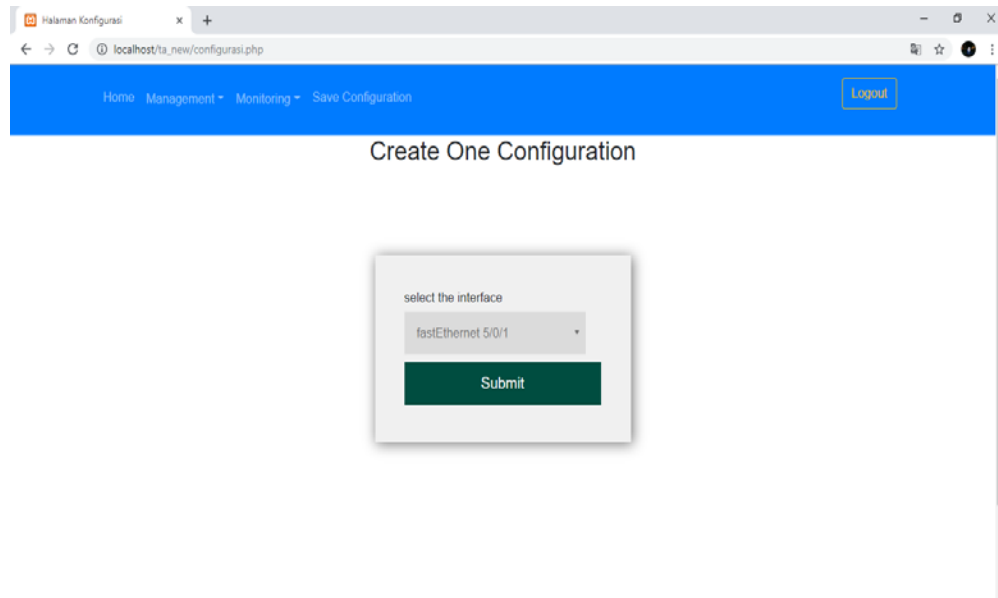 Halaman Konfigurasi
localhost/ta_new/configurasi.php
Home Management Monitoring Save Configuration Logout
Create One Configuration
select the interface
fastEthernet 5/0/1
Submit